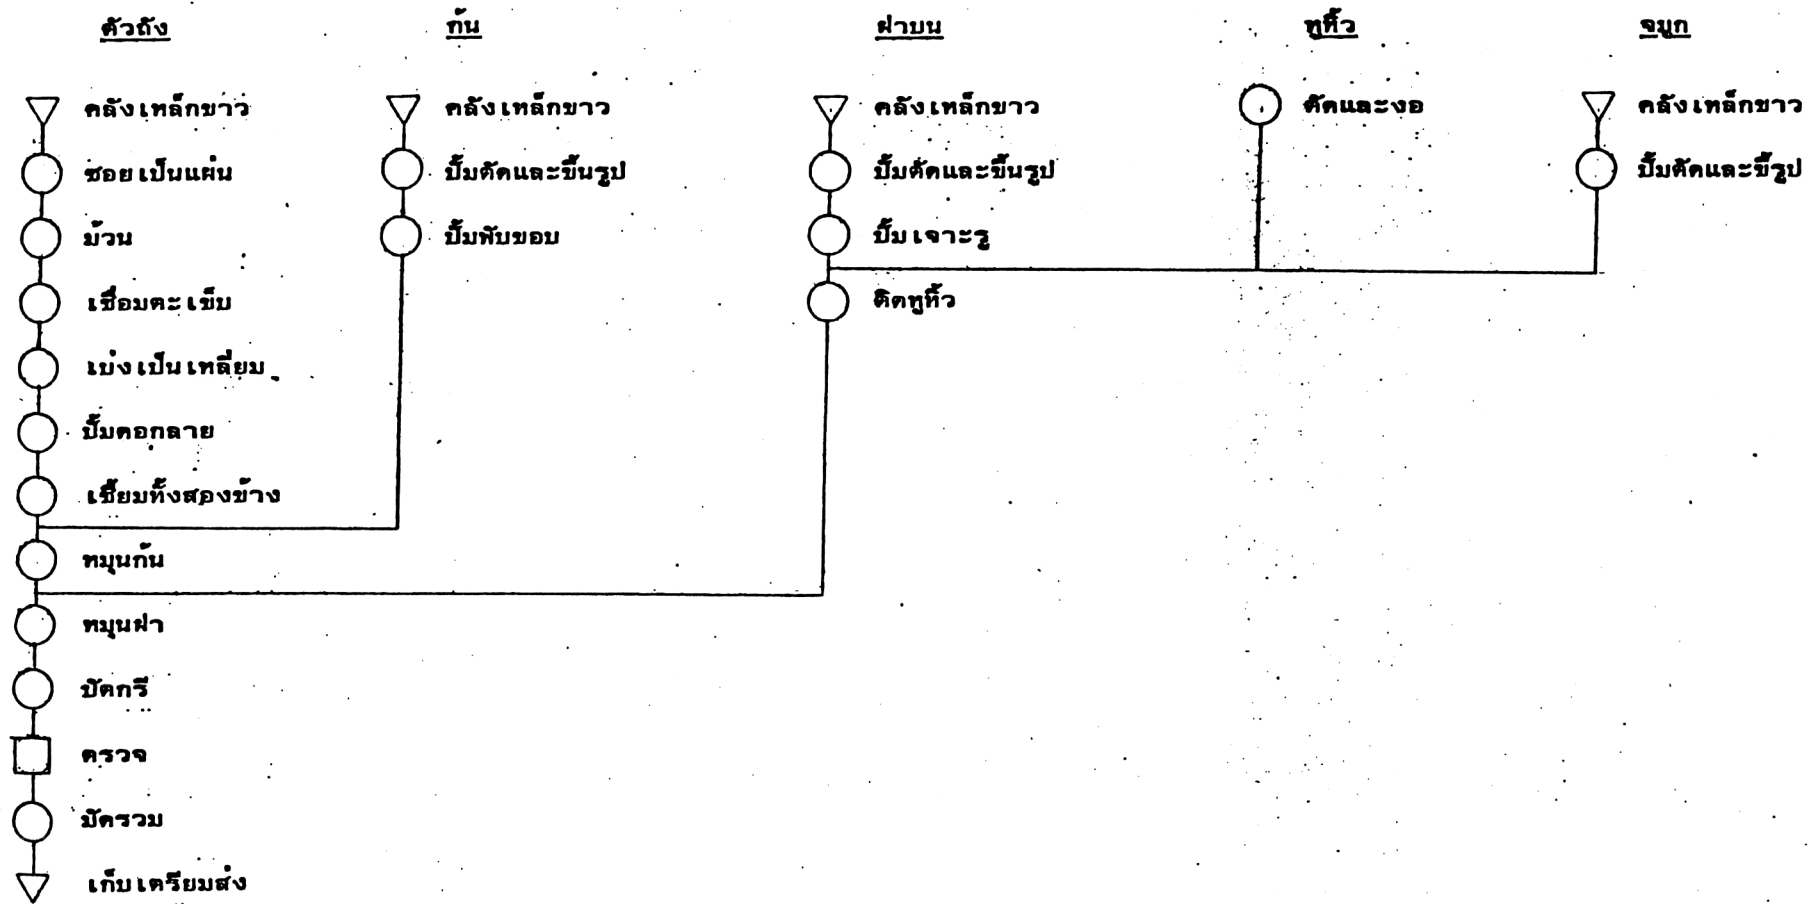 ตัวถัง
ก้น
ฝาบน
หูหิ้ว
จมูก
คลังเหล็กขาว
คลังเหล็กขาว
คลังเหล็กขาว
ตัดและงอ
คลังเหล็กขาว
ซอยเป็นแผ่น
ปั๊มตัดและขึ้นรูป
ปั๊มตัดและขึ้นรูป
ปั๊มตัดและขึ้รูป
ม้วน
ปั๊มพับขอบ
ปั๊มเจาะรู
เชื่อมตะเข็บ
ติดหูหิ้ว
เบ่งเป็นเหลี่ยม
ปั๊มดอกลาย
เชี้ยมทั้งสองข้าง
หมุนก้น
หมุนฝา
บัดกรี
ตรวจ
มัดรวม
เก็บเตรียมส่ง